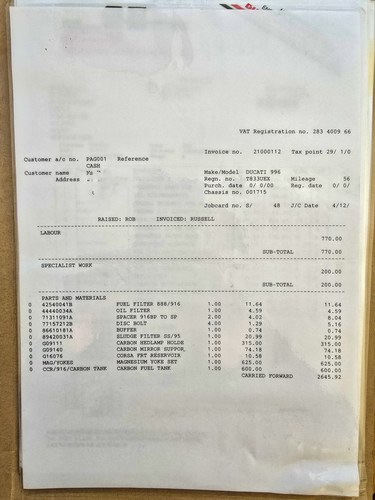 VAT Registration no. 283 4009 66
Invoice no. 21000112 Tax point 29/ 1/0
Customer a/c no. PAG001 Reference
CASH
Customer name Make/Model DUCATI 996
Address Regn. no. T833UEX Mileage 56
Purch. date 0/ 0/00 Reg. date 0/ 0/
Chassis no. 001715
Jobcard no. S/ 48 J/C Date 4/12/
RAISED: ROB INVOICED: RUSSELL
LABOUR
770.00
SUB-TOTAL 770.00
SPECIALIST WORK
200.00
SUB-TOTAL 200.00
PARTS AND MATERIALS
0 42540041B FUEL FILTER 888/916 1.00 11.64 11.64
0 44440034A OIL FILTER 1.00 4.59 4.59
0 71311091A SPACER 916RP TO SP 2.00 4.02 8.04
0 77157212B DISC BOLT 4.00 1.29 5.16
0 86610181A BUFFER 1.00 0.74 0.74
0 89420031A SLUDGE FILTER SS/95 1.00 20.99 20.99
0 G09111 CARBON HEDLAMP HOLDE 1.00 315.00 315.00
0 G09140 CARBON MIRROR SUPPOR, 1.00 74.18 74.18
0 G16076 CORSA FBT RESERVOIR 1.00 10.58 10.58
0 MAG/YOKES MAGNESIUM YOKE SET 1.00 625.00 625.00
0 CCB/916/CARBON TANK CARBON FUEL TANK 1.00 600.00 600.00
CARRIED FORWARD 2645.92